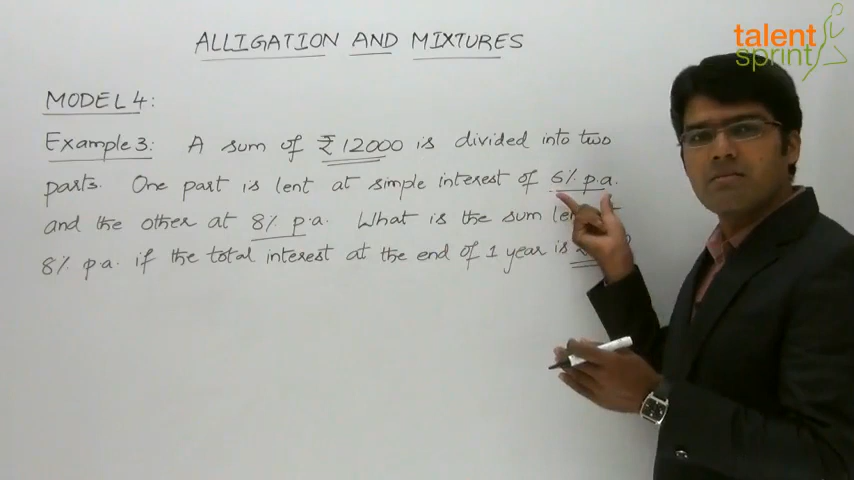 talent
sprint
ALLIGATION AND MIXTURES
MODEL 4:
Example 3: A sum of ₹ 12000 is divided into two
parts. One part is lent at simple interest of 6% p.a.
and the other at 8% p.a. What is the sum
8% p.a. if the total interest at the end of 1 year is